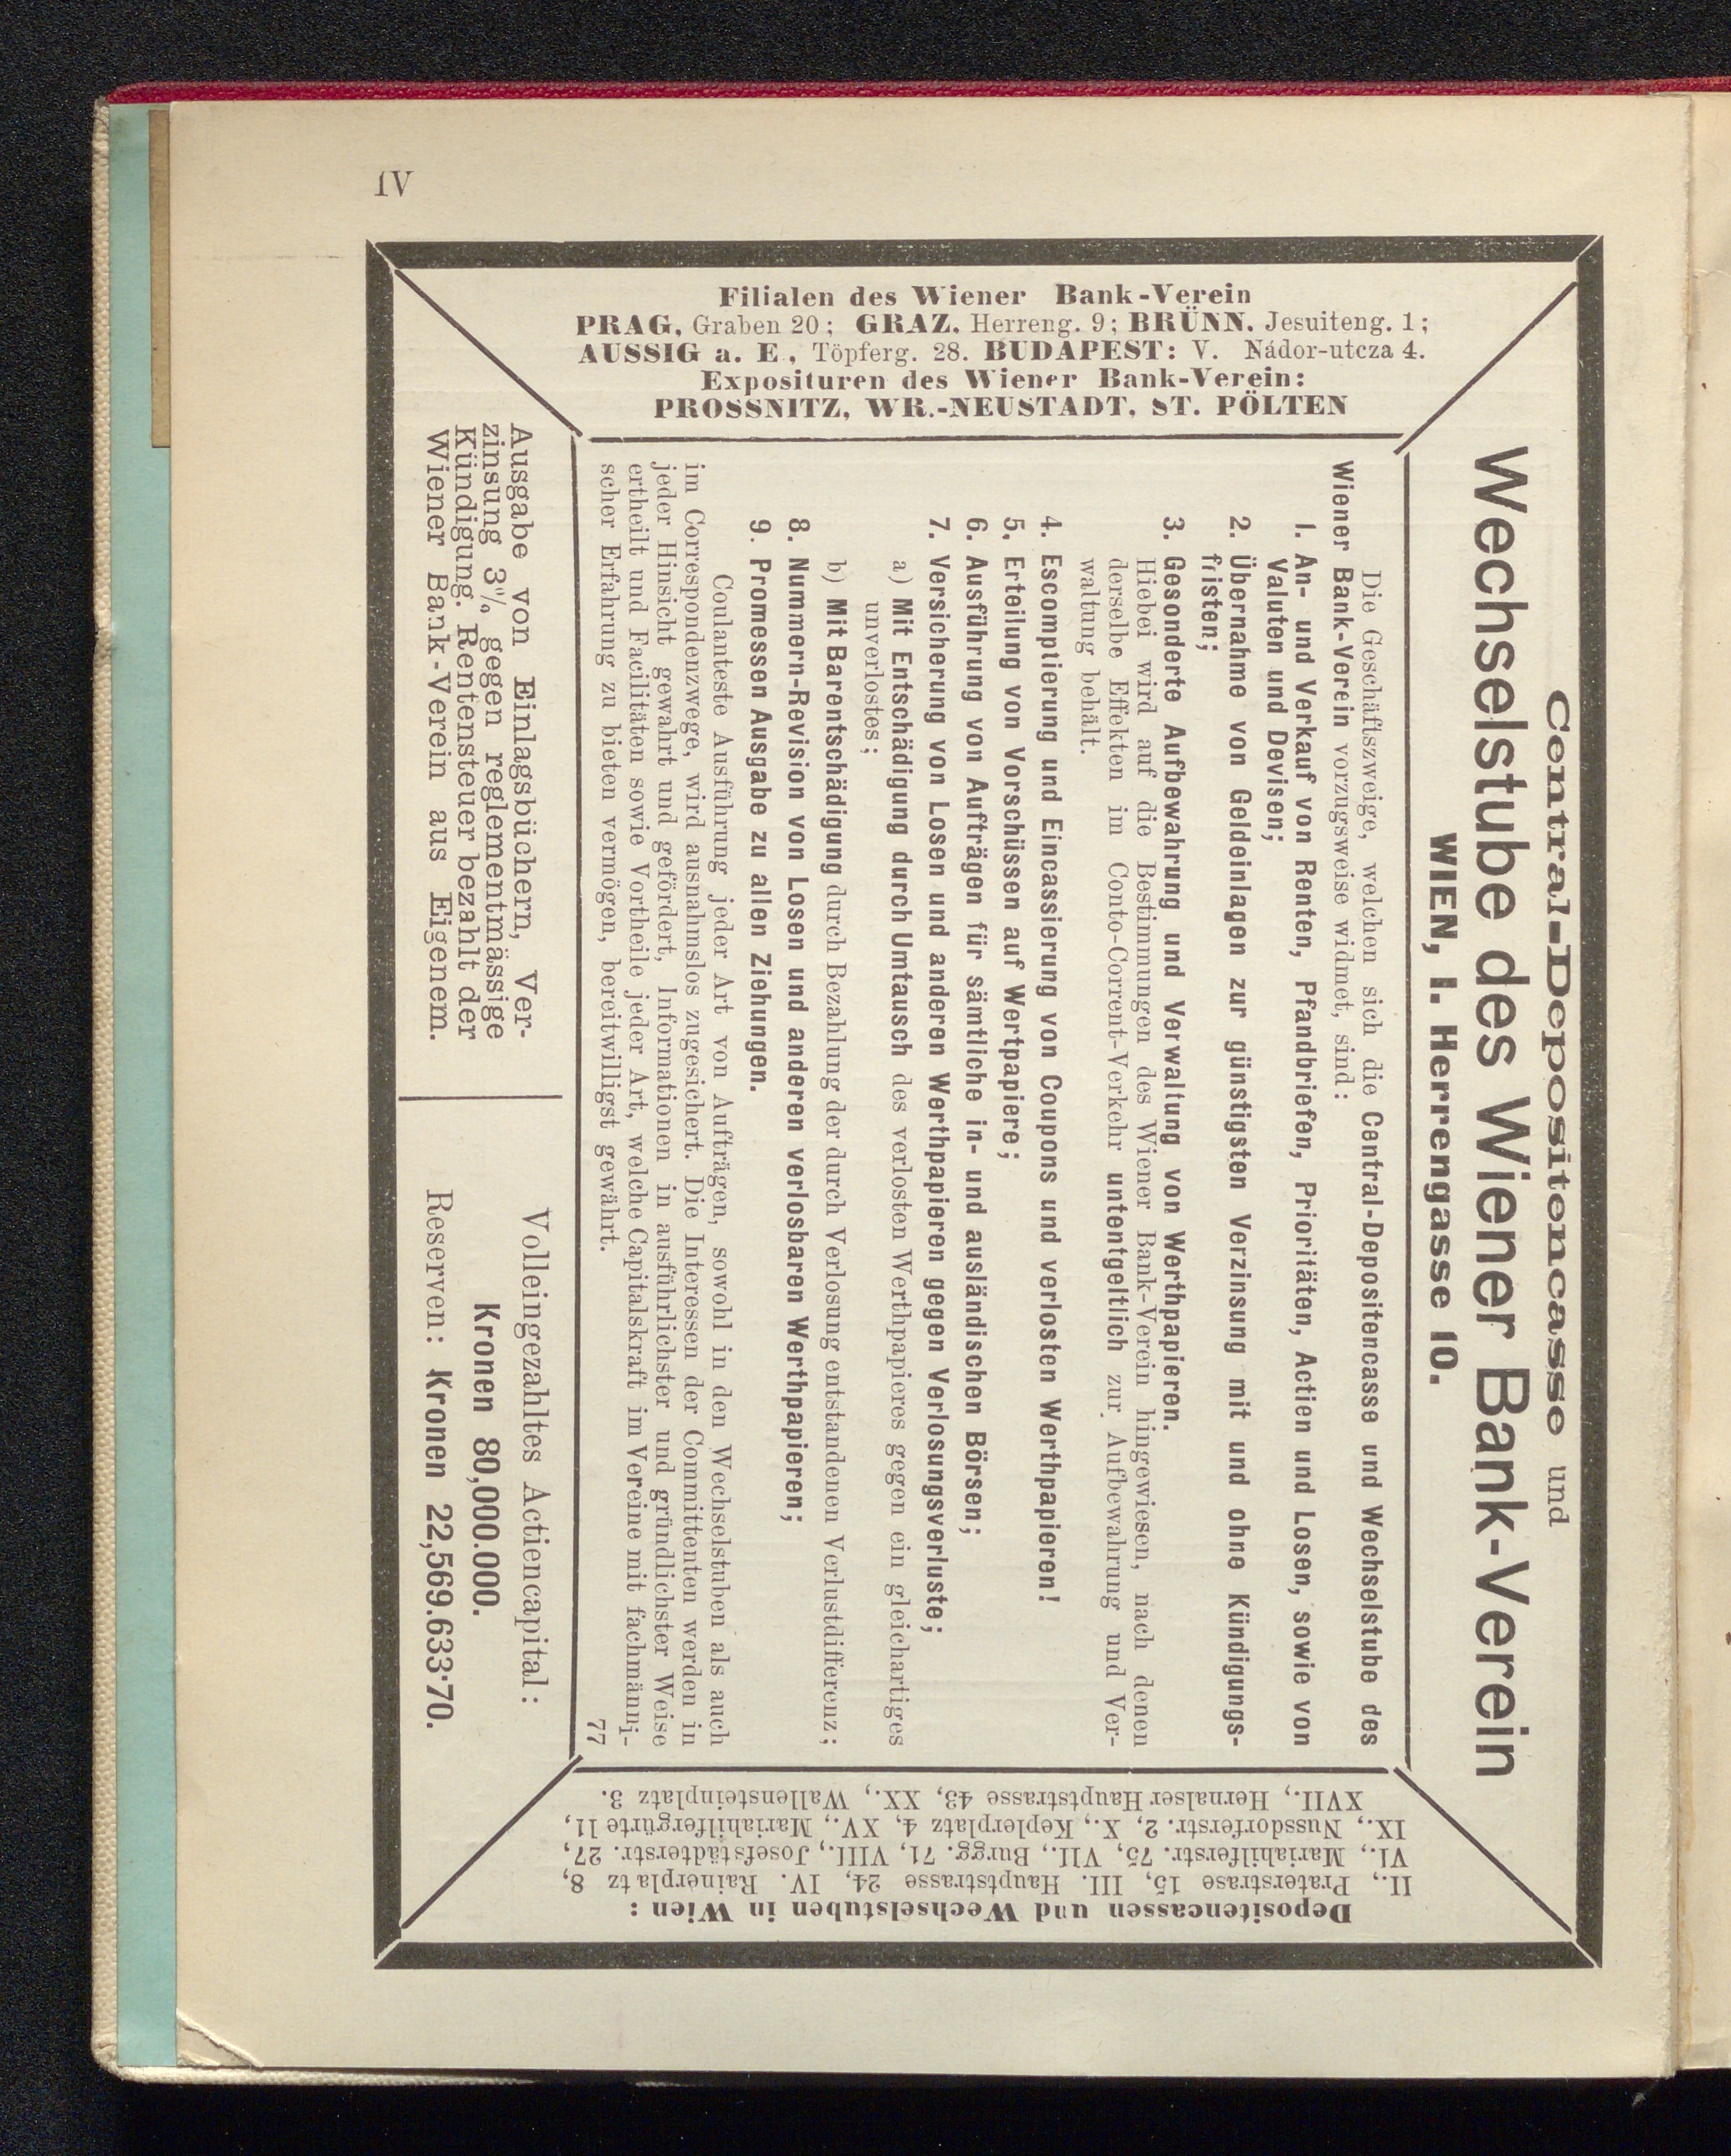 IV
Central-Depositencasse und
Wechselstube des Wiener Bank-Verein
WIEN, I. Herrengasse 10.
Filialen des Wiener Bank-Verein
PRAG, Graben 20; GRAZ, Herreng. 9; BRÜNN, Jesuiteng. 1;
AUSSIG a. E., Töpferg. 28. BUDAPEST: V. Nádor-utcza 4.
Exposituren des Wiener Bank-Verein:
PROSSNITZ, WR.-NEUSTADT, ST. PÖLTEN
Die Geschäftszweige, welchen sich die Central-Depositencasse und Wechselstube des
Wiener Bank-Verein vorzugsweise widmet, sind:
1. An- und Verkauf von Renten, Pfandbriefen, Prioritäten, Actien und Losen, sowie von
Valuten und Devisen;
2. Übernahme von Geldeinlagen zur günstigsten Verzinsung mit und ohne Kündigungs-
fristen;
3. Gesonderte Aufbewahrung und Verwaltung von Werthpapieren.
Hiebei wird auf die Bestimmungen des Wiener Bank-Verein hingewiesen, nach denen
derselbe Effekten im Conto-Corrent-Verkehr untentgeltlich zur Aufbewahrung und Ver-
waltung behält.
4. Escomptierung und Eincassierung von Coupons und verlosten Werthpapieren!
5. Erteilung von Vorschüssen auf Wertpapiere;
6. Ausführung von Aufträgen für sämtliche in- und ausländischen Börsen;
7. Versicherung von Losen und anderen Werthpapieren gegen Verlosungsverluste;
a) Mit Entschädigung durch Umtausch des verlosten Werthpapieres gegen ein gleichartiges
unverlostes;
b) Mit Barentschädigung durch Bezahlung der durch Verlosung entstandenen Verlustdifferenz;
8. Nummern-Revision von Losen und anderen verlosbaren Werthpapieren;
9. Promessen Ausgabe zu allen Ziehungen.
Coulanteste Ausführung jeder Art von Aufträgen, sowohl in den Wechselstuben als auch
im Correspondenzwege, wird ausnahmslos zugesichert. Die Interessen der Committenten werden in
jeder Hinsicht gewahrt und gefördert, Informationen in ausführlichster und gründlichster Weise
ertheilt und Facilitäten sowie Vortheile jeder Art, welche Capitalskraft im Vereine mit fachmänni-
scher Erfahrung zu bieten vermögen, bereitwilligst gewährt.
77
Depositencassen und Wechselstuben in Wien:
II., Praterstrase 15, III. Hauptstrasse 24, IV. Rainerplatz 8,
VI., Mariahilferstr. 75, VII., Burgg. 71, VIII., Josefstädterstr. 27,
IX., Nussdorferstr. 2, X., Keplerplatz 4, XV., Mariahilfergürte 11,
XVII., Hernalser Hauptstrasse 43, XX., Wallensteinplatz 3.
Ausgabe von Einlagsbüchern, Ver-
zinsung 3% gegen reglementmässige
Kündigung. Rentensteuer bezahlt der
Wiener Bank-Verein aus Eigenem.
Volleingezahltes Actiencapital:
Kronen 80,000.000.
Reserven: Kronen 22,569.633·70.